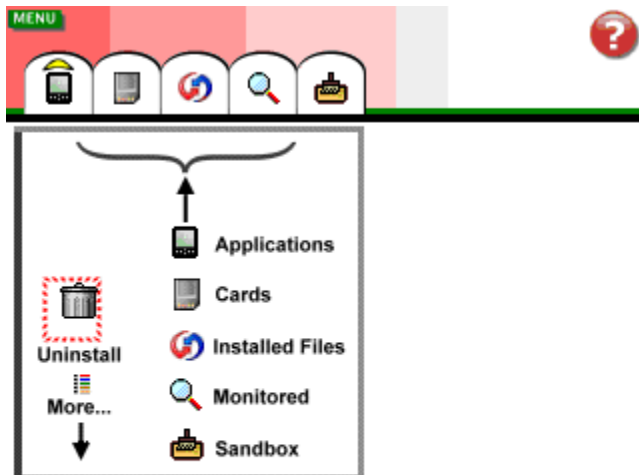 MENU
?
Applications
Cards
Uninstall
Installed Files
More...
Monitored
Sandbox